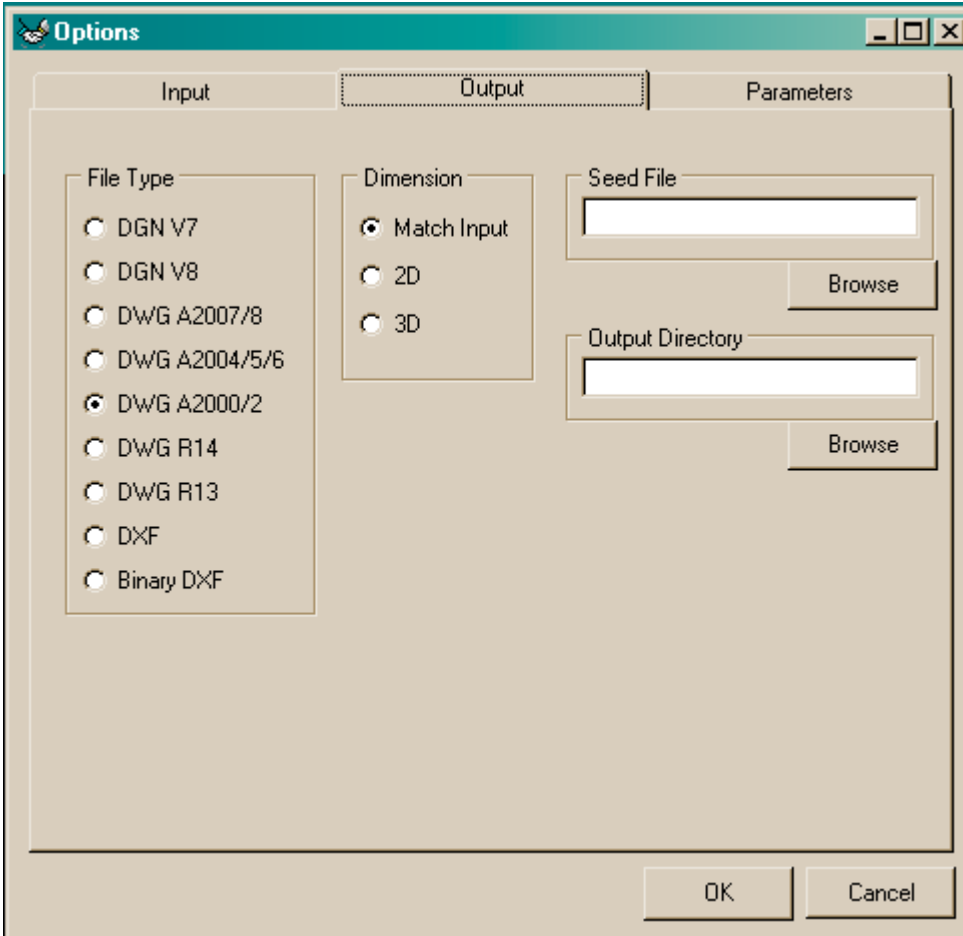 Options
Input
Output
Parameters
File Type
DGN V7
DGN V8
DWG A2007/8
DWG A2004/5/6
DWG A2000/2
DWG R14
DWG R13
DXF
Binary DXF
Dimension
Match Input
2D
3D
Seed File
Browse
Output Directory
Browse
OK
Cancel